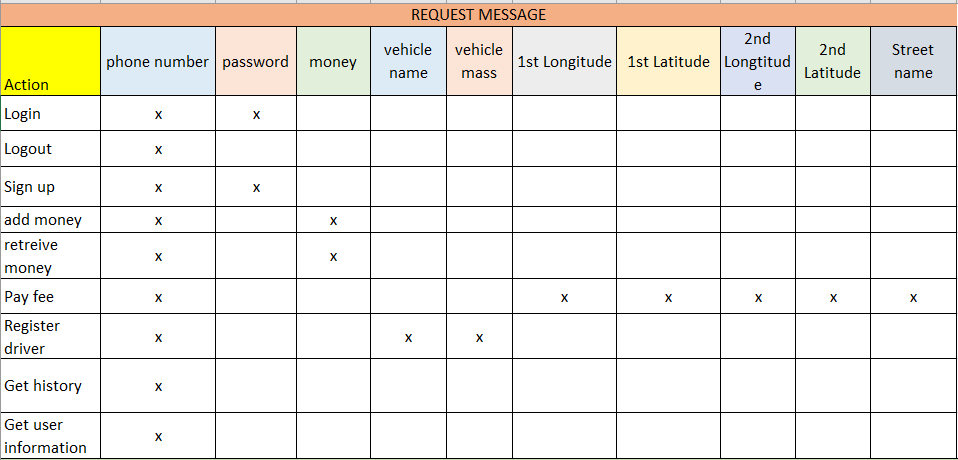 REQUEST MESSAGE
Action phone number password money vehicle name vehicle mass 1st Longitude 1st Latitude 2nd Longtitud e 2nd Latitude Street name
Login x x
Logout x
Sign up x x
add money x x
retreive money x x
Pay fee x x x x x x
Register driver x x x
Get history x
Get user information x